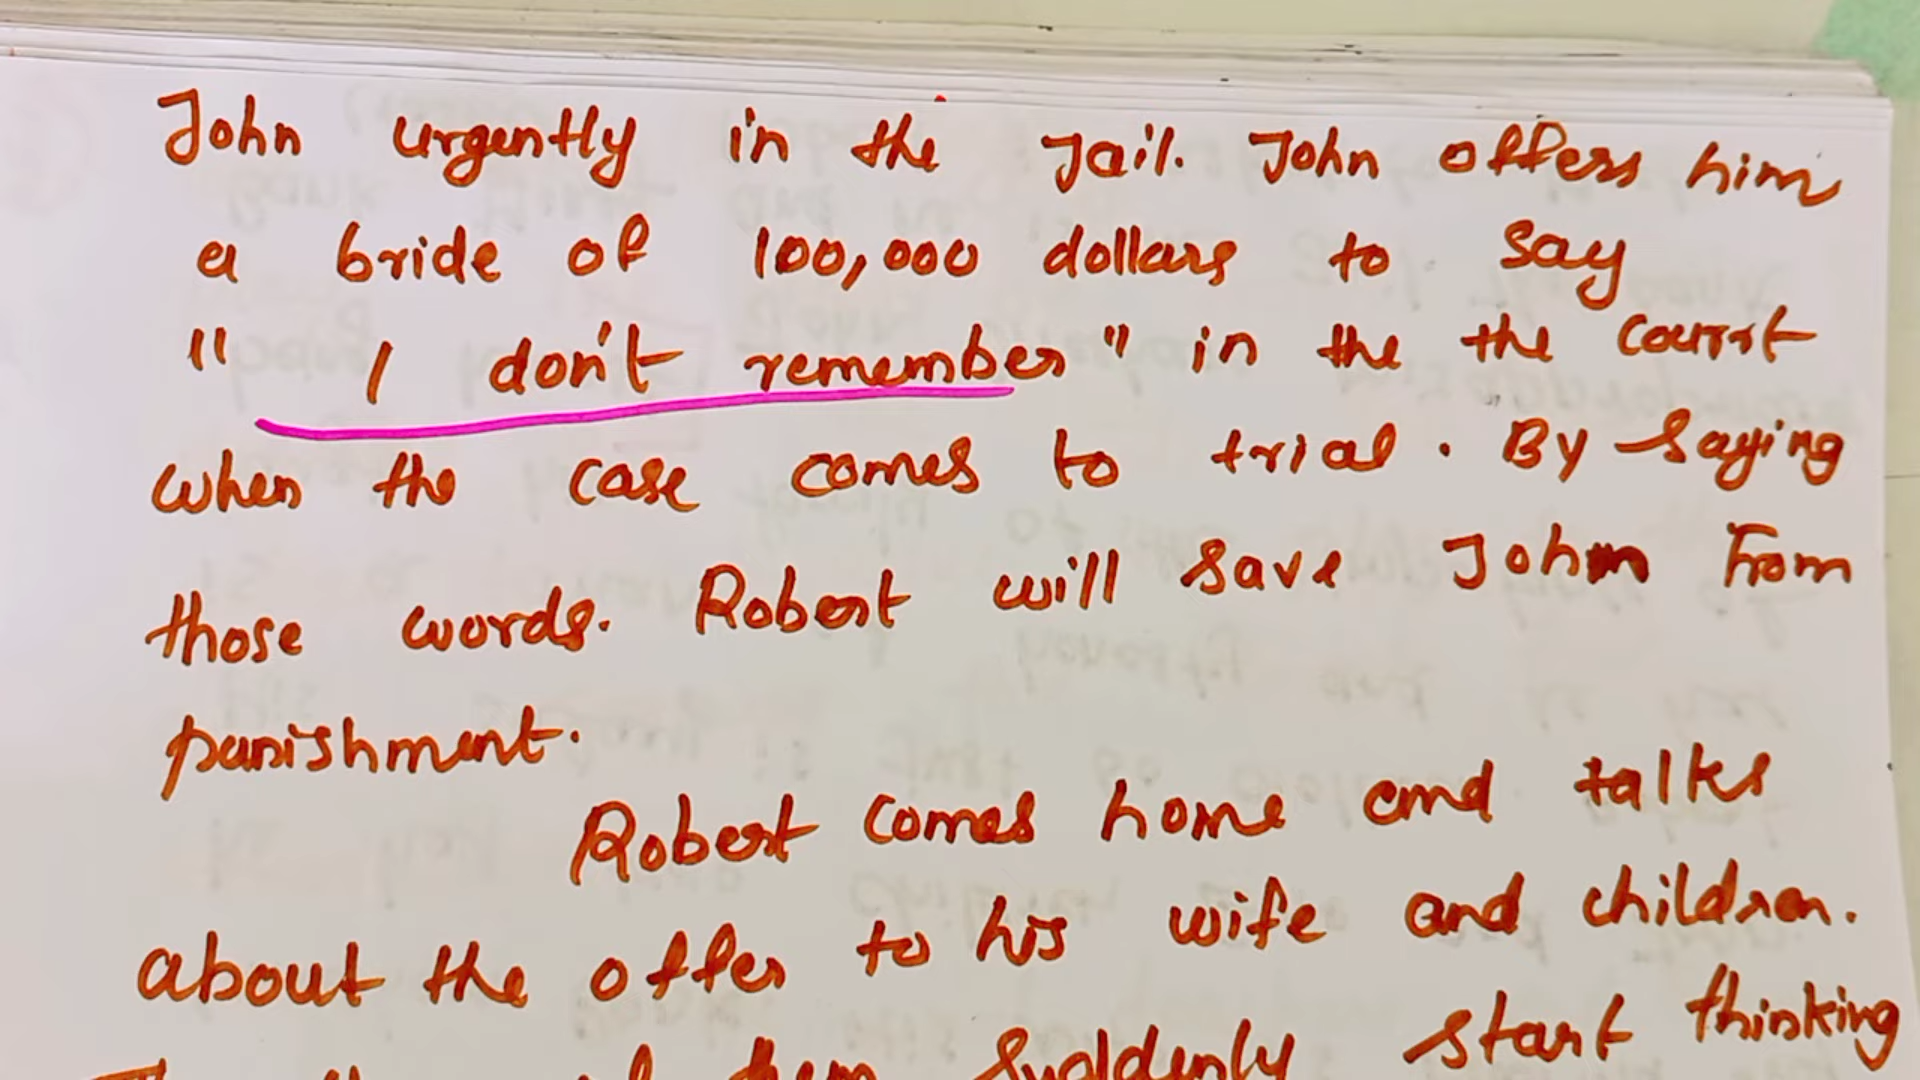 John urgently in the Jail. John offers him
a bride of 100,000 dollars to say
" I don't remember" in the the court
when the case comes to trial. By saying
those words. Robert will save John From
punishment.
Robert comes home and talks
about the offer to his wife and children.
them suddenly start thinking